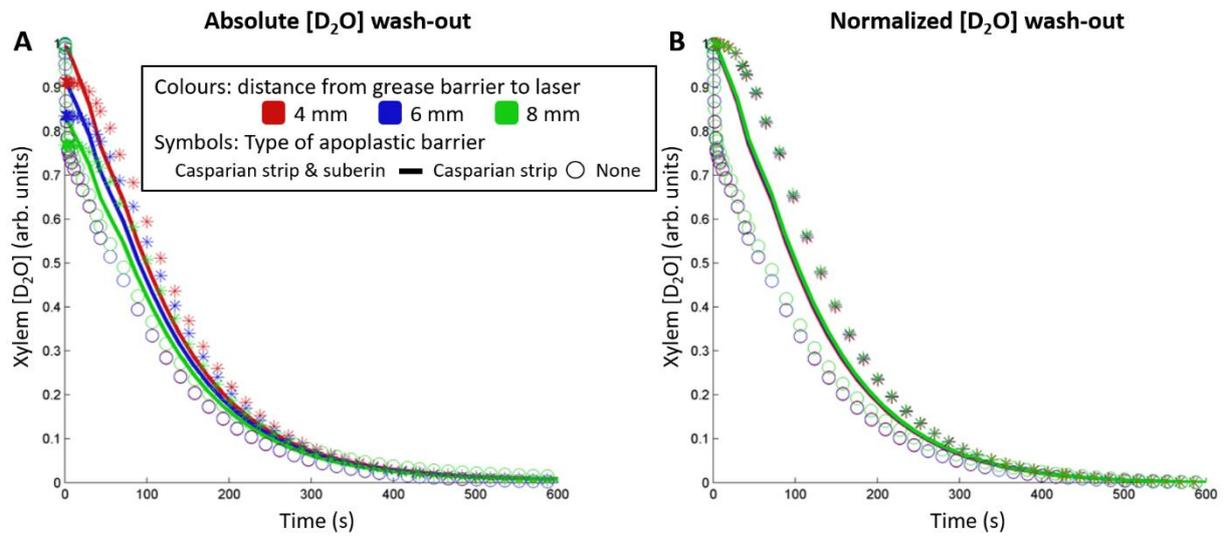 Absolute [D₂O] wash-out
A
Xylem [D₂O] (arb. units)
1
0.9
0.8
0.7
0.6
0.5
0.4
0.3
0.2
0.1
0
0 100 200 300 400 500 600
Time (s)
Colours: distance from grease barrier to laser
4 mm 6 mm 8 mm
Symbols: Type of apoplastic barrier
Casparian strip & suberin Casparian strip None
Normalized [D₂O] wash-out
B
Xylem [D₂O] (arb. units)
1
0.9
0.8
0.7
0.6
0.5
0.4
0.3
0.2
0.1
0
0 100 200 300 400 500 600
Time (s)